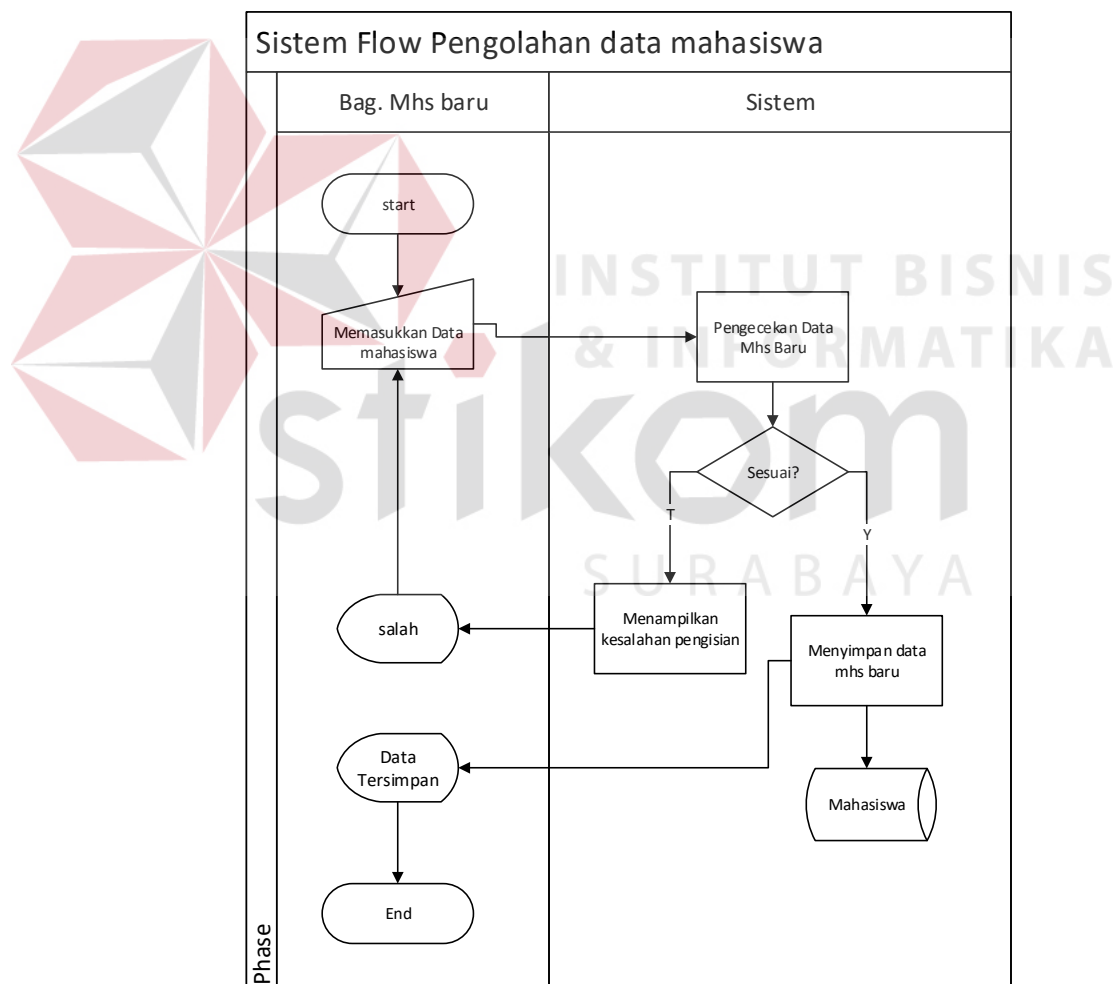 Sistem Flow Pengolahan data mahasiswa
Bag. Mhs baru
Sistem
start
INSTITUT BISNIS
& INFORMATIKA
Memasukkan Data
mahasiswa
Pengecekan Data
Mhs Baru
stikom
Sesuai?
T
Y
SURABAYA
salah
Menampilkan
kesalahan pengisian
Menyimpan data
mhs baru
Data
Tersimpan
Mahasiswa
End
Phase